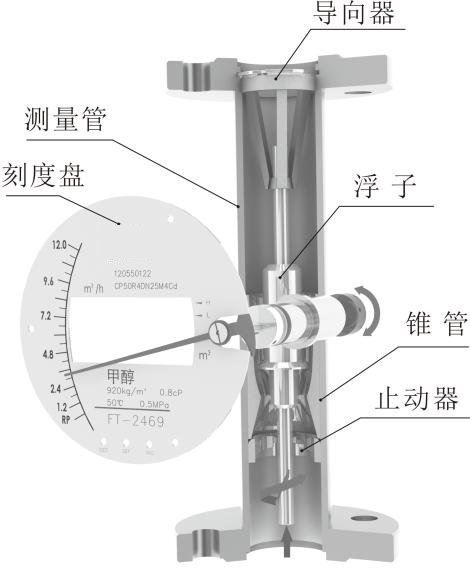 导向器
测量管
刻度盘
浮子
锥管
止动器
12.0
9.6
7.2
4.8
2.4
1.2
RP
m³/h
120550122
CP50R4DN25M4Cd
H
L
m³
甲醇
920kg/m³ 0.8cP
50℃ 0.5MPa
FT-2469